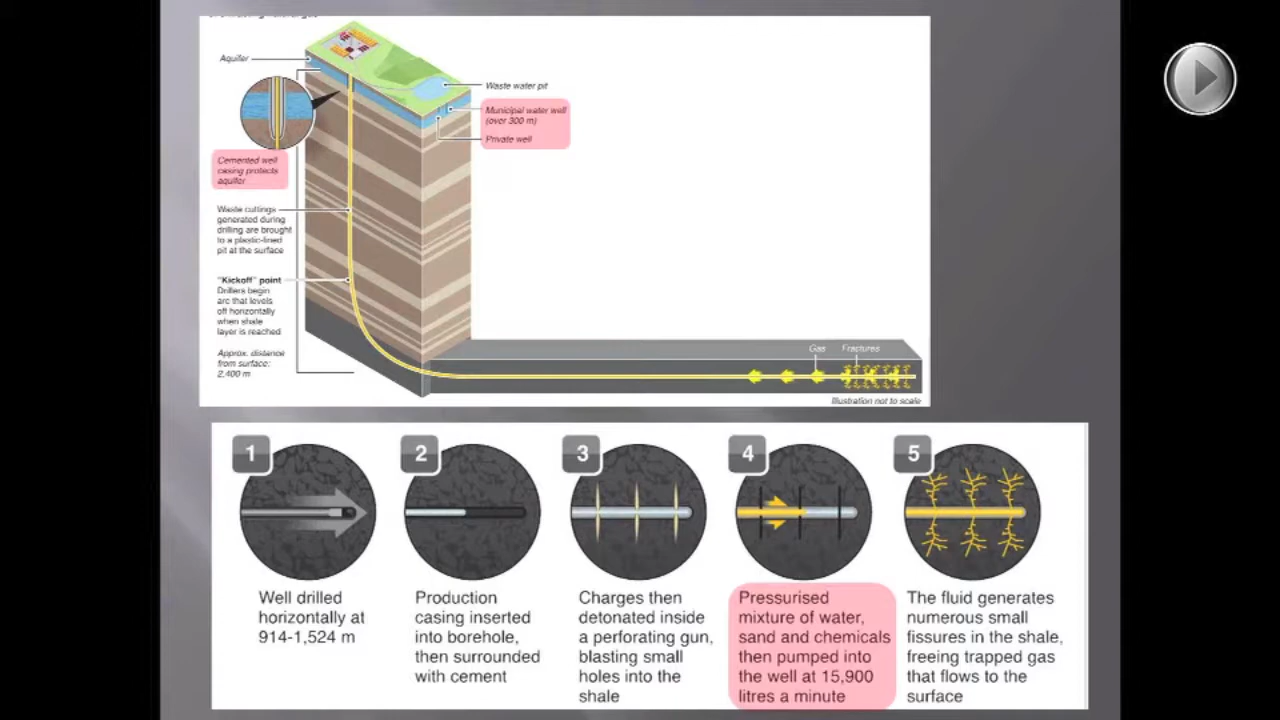 Aquifer
Waste water pit
Municipal water well
(over 300 m)
Private well
Cemented well
casing protects
aquifer
Waste cuttings
generated during
drilling are brought
to a plastic-lined
pit at the surface
"Kickoff" point
Drillers begin
arc that levels
off horizontally
when shale
layer is reached
Approx. distance
from surface:
2,400 m
Gas
Fractures
Illustration not to scale
1
Well drilled
horizontally at
914-1,524 m
2
Production
casing inserted
into borehole,
then surrounded
with cement
3
Charges then
detonated inside
a perforating gun,
blasting small
holes into the
shale
4
Pressurised
mixture of water,
sand and chemicals
then pumped into
the well at 15,900
litres a minute
5
The fluid generates
numerous small
fissures in the shale,
freeing trapped gas
that flows to the
surface